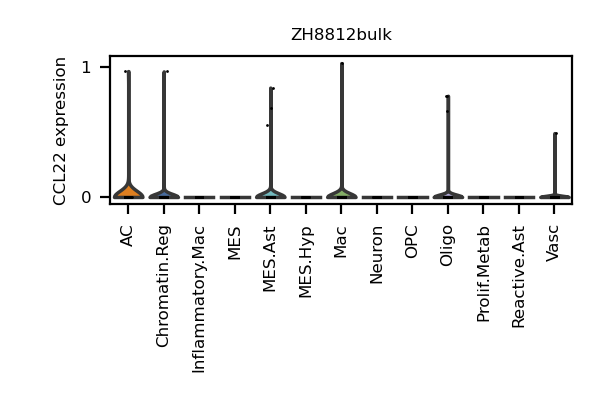 ZH8812bulk
CCL22 expression
1
0
AC
Chromatin.Reg
Inflammatory.Mac
MES
MES.Ast
MES.Hyp
Mac
Neuron
OPC
Oligo
Prolif.Metab
Reactive.Ast
Vasc